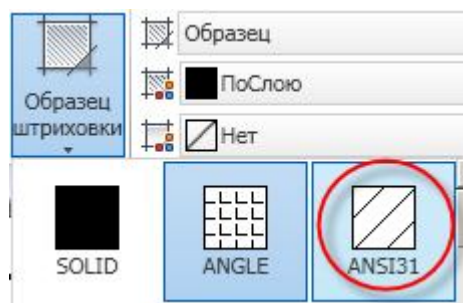 Образец
ПоСлою
Образец
штриховки
Нет
SOLID ANGLE ANSI31